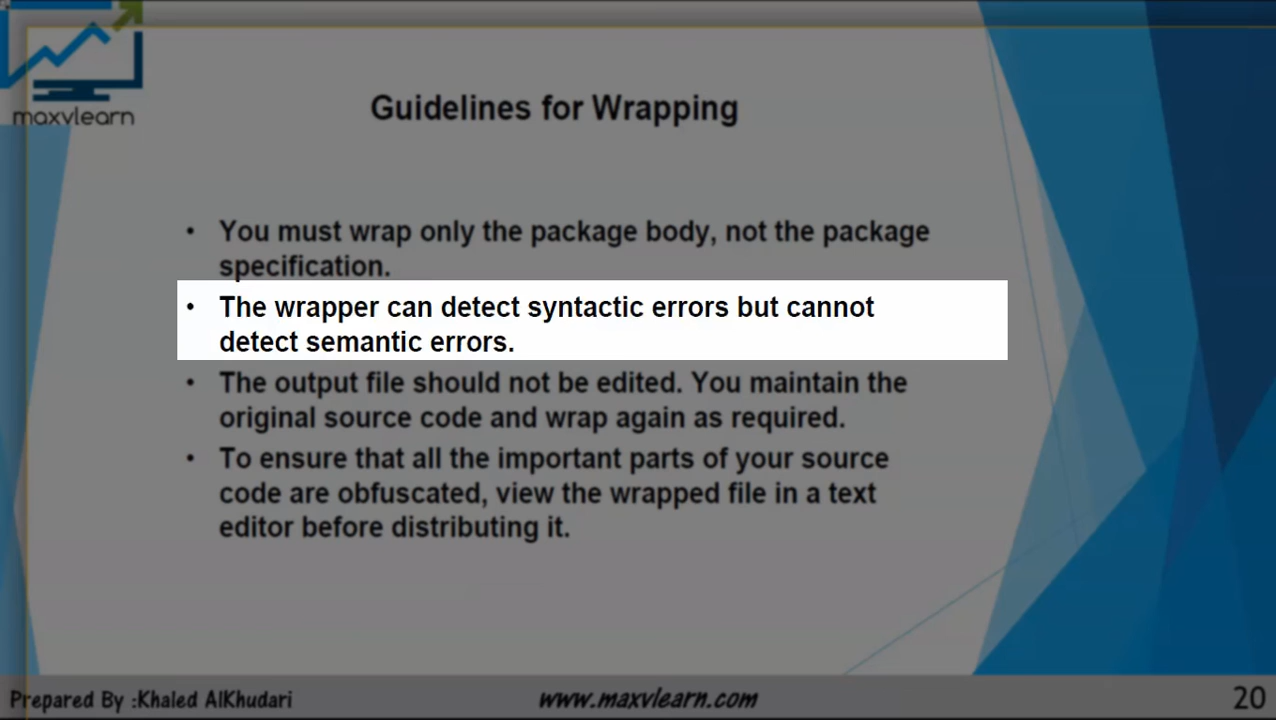 maxvlearn
Guidelines for Wrapping
• You must wrap only the package body, not the package
specification.
• The wrapper can detect syntactic errors but cannot
detect semantic errors.
• The output file should not be edited. You maintain the
original source code and wrap again as required.
• To ensure that all the important parts of your source
code are obfuscated, view the wrapped file in a text
editor before distributing it.
Prepared By :Khaled AlKhudari
www.maxvlearn.com
20